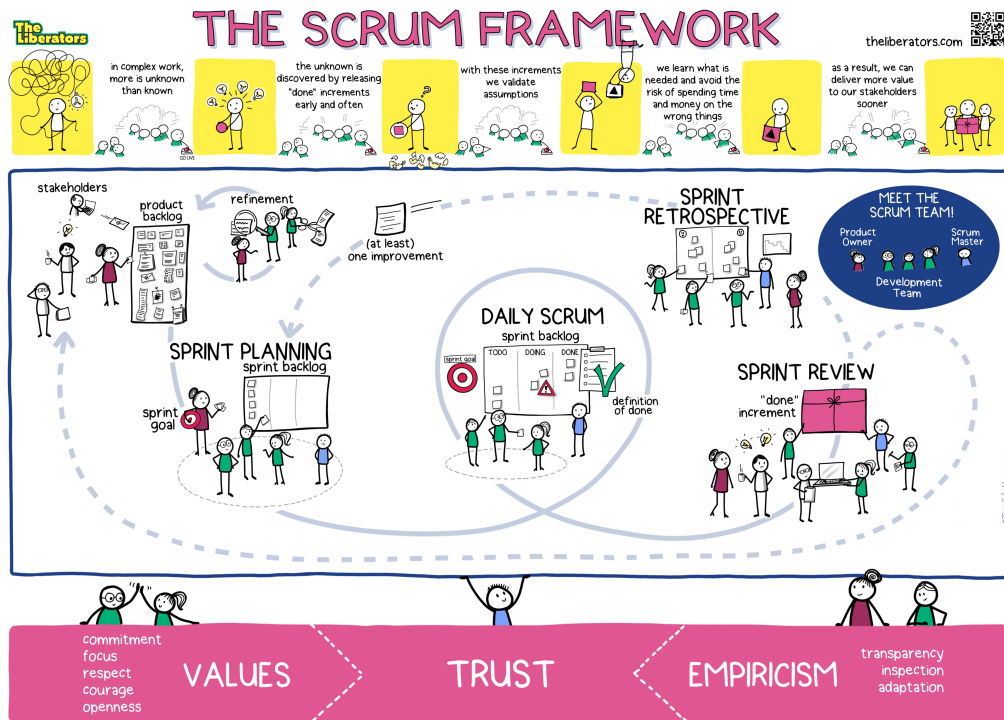 The
Liberators
THE SCRUM FRAMEWORK
theliberators.com
in complex work,
more is unknown
than known
GO LIVE
the unknown is
discovered by releasing
"done" increments
early and often
?
with these increments
we validate
assumptions
we learn what is
needed and avoid the
risk of spending time
and money on the
wrong things
as a result, we can
deliver more value
to our stakeholders
sooner
stakeholders
product
backlog
refinement
(at least)
one improvement
SPRINT
RETROSPECTIVE
MEET THE
SCRUM TEAM!
Product
Owner
Scrum
Master
Development
Team
SPRINT PLANNING
sprint backlog
sprint
goal
DAILY SCRUM
sprint backlog
Sprint goal
TODO
DOING
DONE
definition
of done
SPRINT REVIEW
"done"
increment
commitment
focus
respect
courage
openness
VALUES
TRUST
EMPIRICISM
transparency
inspection
adaptation